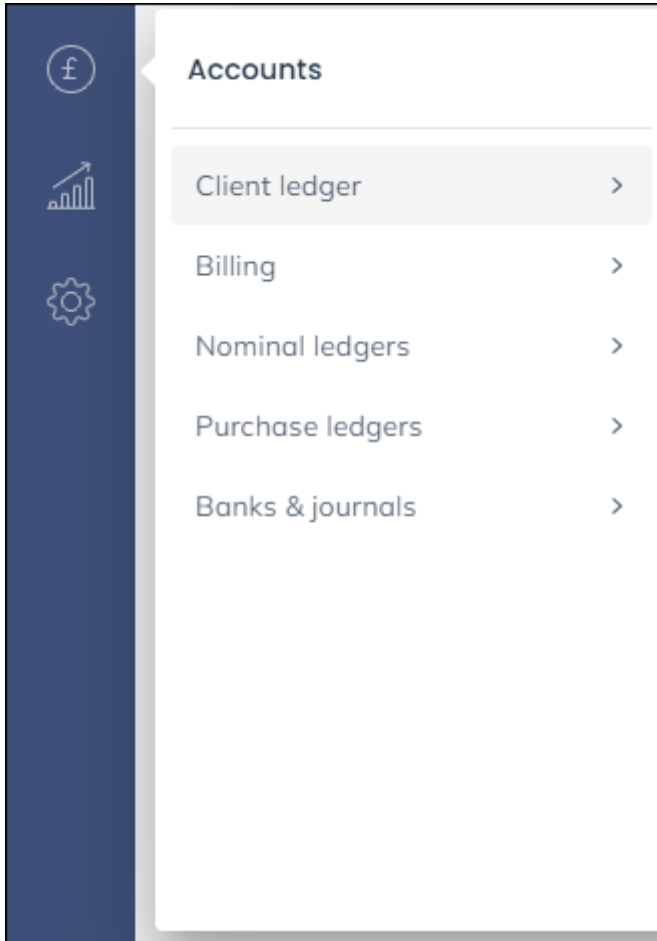 £
Accounts
Client ledger
Billing
Nominal ledgers
Purchase ledgers
Banks & journals